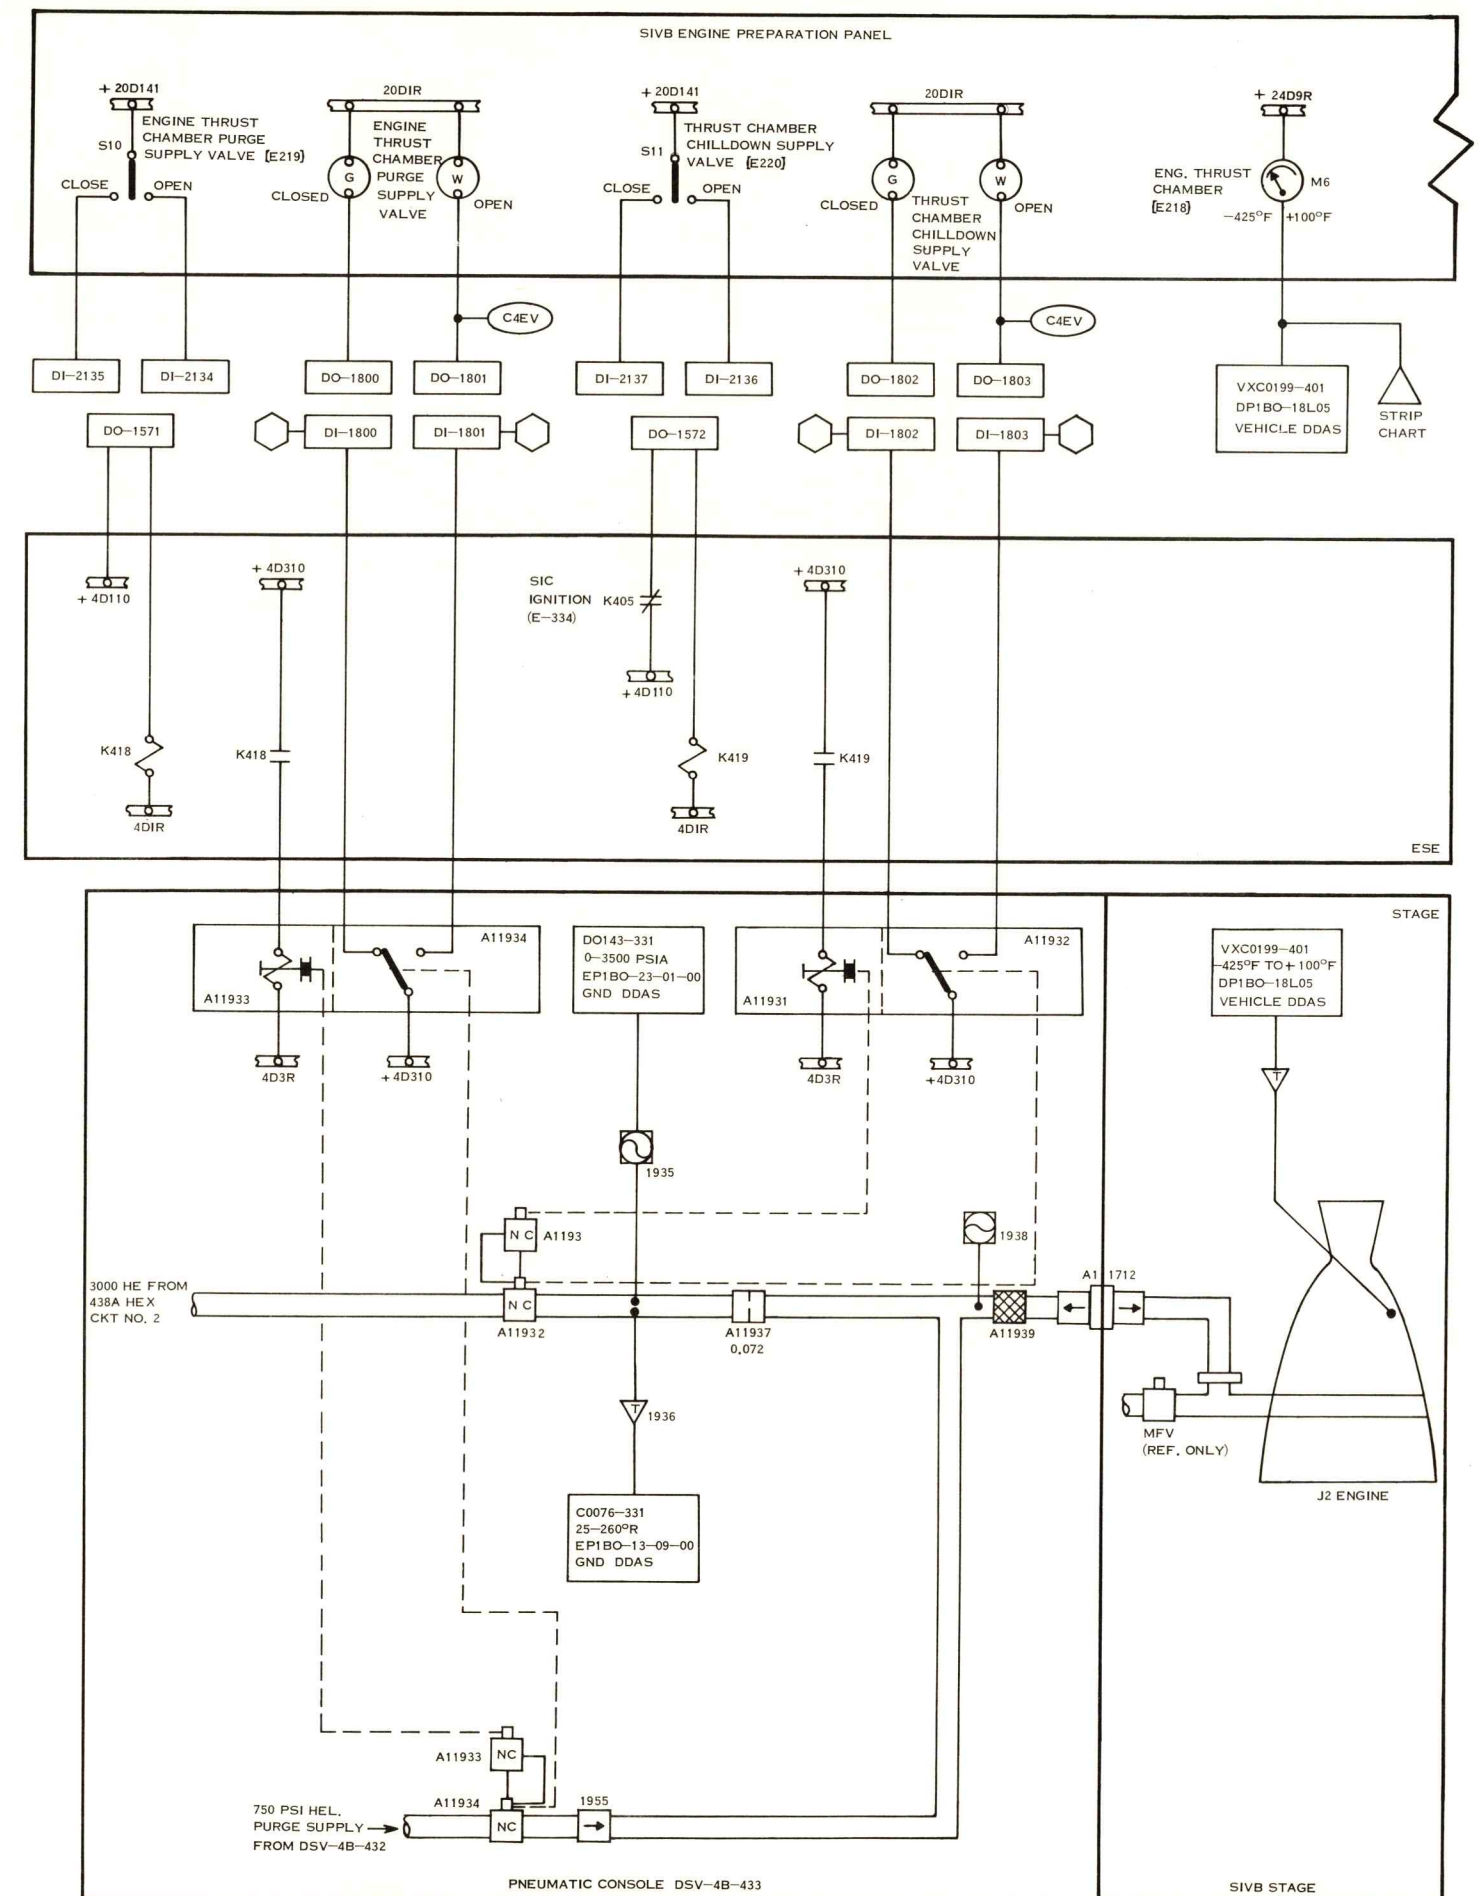 SIVB ENGINE PREPARATION PANEL
+ 20D141
S10
ENGINE THRUST
CHAMBER PURGE
SUPPLY VALVE [E219]
CLOSE
OPEN
20DIR
G
CLOSED
ENGINE
THRUST
CHAMBER
PURGE
SUPPLY
VALVE
W
OPEN
+ 20D141
S11
THRUST CHAMBER
CHILLDOWN SUPPLY
VALVE [E220]
CLOSE
OPEN
20DIR
G
CLOSED
THRUST
CHAMBER
CHILLDOWN
SUPPLY
VALVE
W
OPEN
+ 24D9R
ENG. THRUST
CHAMBER
[E218]
M6
-425°F
+100°F
C4EV
C4EV
DI-2135
DI-2134
DO-1800
DO-1801
DI-2137
DI-2136
DO-1802
DO-1803
VXC0199-401
DP1BO-18L05
VEHICLE DDAS
STRIP
CHART
DO-1571
DI-1800
DI-1801
DO-1572
DI-1802
DI-1803
+ 4D110
+ 4D310
SIC
IGNITION
(E-334)
K405
+ 4D110
+ 4D310
K418
K418
K419
K419
4DIR
4DIR
ESE
STAGE
A11933
A11934
4D3R
+4D310
DO143-331
0-3500 PSIA
EP1BO-23-01-00
GND DDAS
A11931
A11932
4D3R
+4D310
VXC0199-401
-425°F TO+100°F
DP1BO-18L05
VEHICLE DDAS
T
1935
NC
A1193
1938
3000 HE FROM
438A HEX
CKT NO. 2
NC
A11932
A11937
0.072
A11939
A1 1712
T
1936
MFV
(REF. ONLY)
J2 ENGINE
C0076-331
25-260°R
EP1BO-13-09-00
GND DDAS
A11933
NC
A11934
NC
1955
750 PSI HEL.
PURGE SUPPLY
FROM DSV-4B-432
PNEUMATIC CONSOLE DSV-4B-433
SIVB STAGE